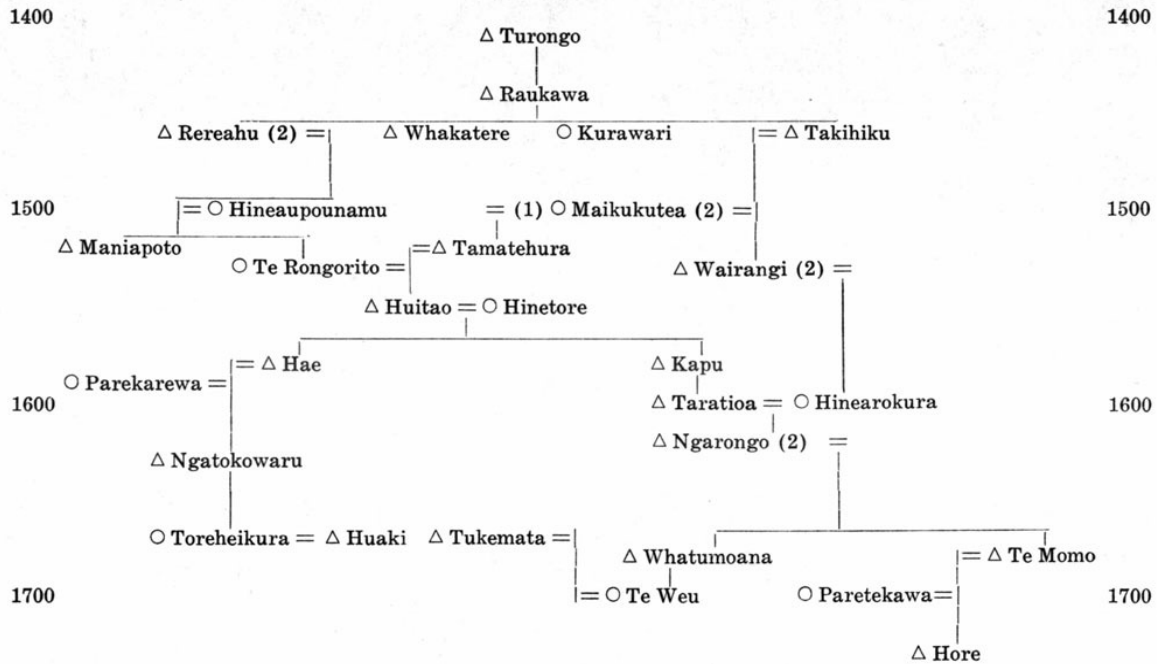 1400 1400
△ Turongo
△ Raukawa
△ Rereahu (2) = △ Whakatere ○ Kurawari = △ Takihiku
1500 = ○ Hineaupounamu = (1) ○ Maikukutea (2) = 1500
△ Maniapoto = △ Tamatehura
○ Te Rongorito = △ Wairangi (2) =
△ Huitao = ○ Hinetore
= △ Hae △ Kapu
○ Parekarewa =
1600 △ Taratioa = ○ Hinearokura 1600
△ Ngarongo (2) =
△ Ngatokowaru
○ Toreheikura = △ Huaki △ Tukemata =
△ Whatumoana = △ Te Momo
1700 = ○ Te Weu ○ Paretekawa= 1700
△ Hore